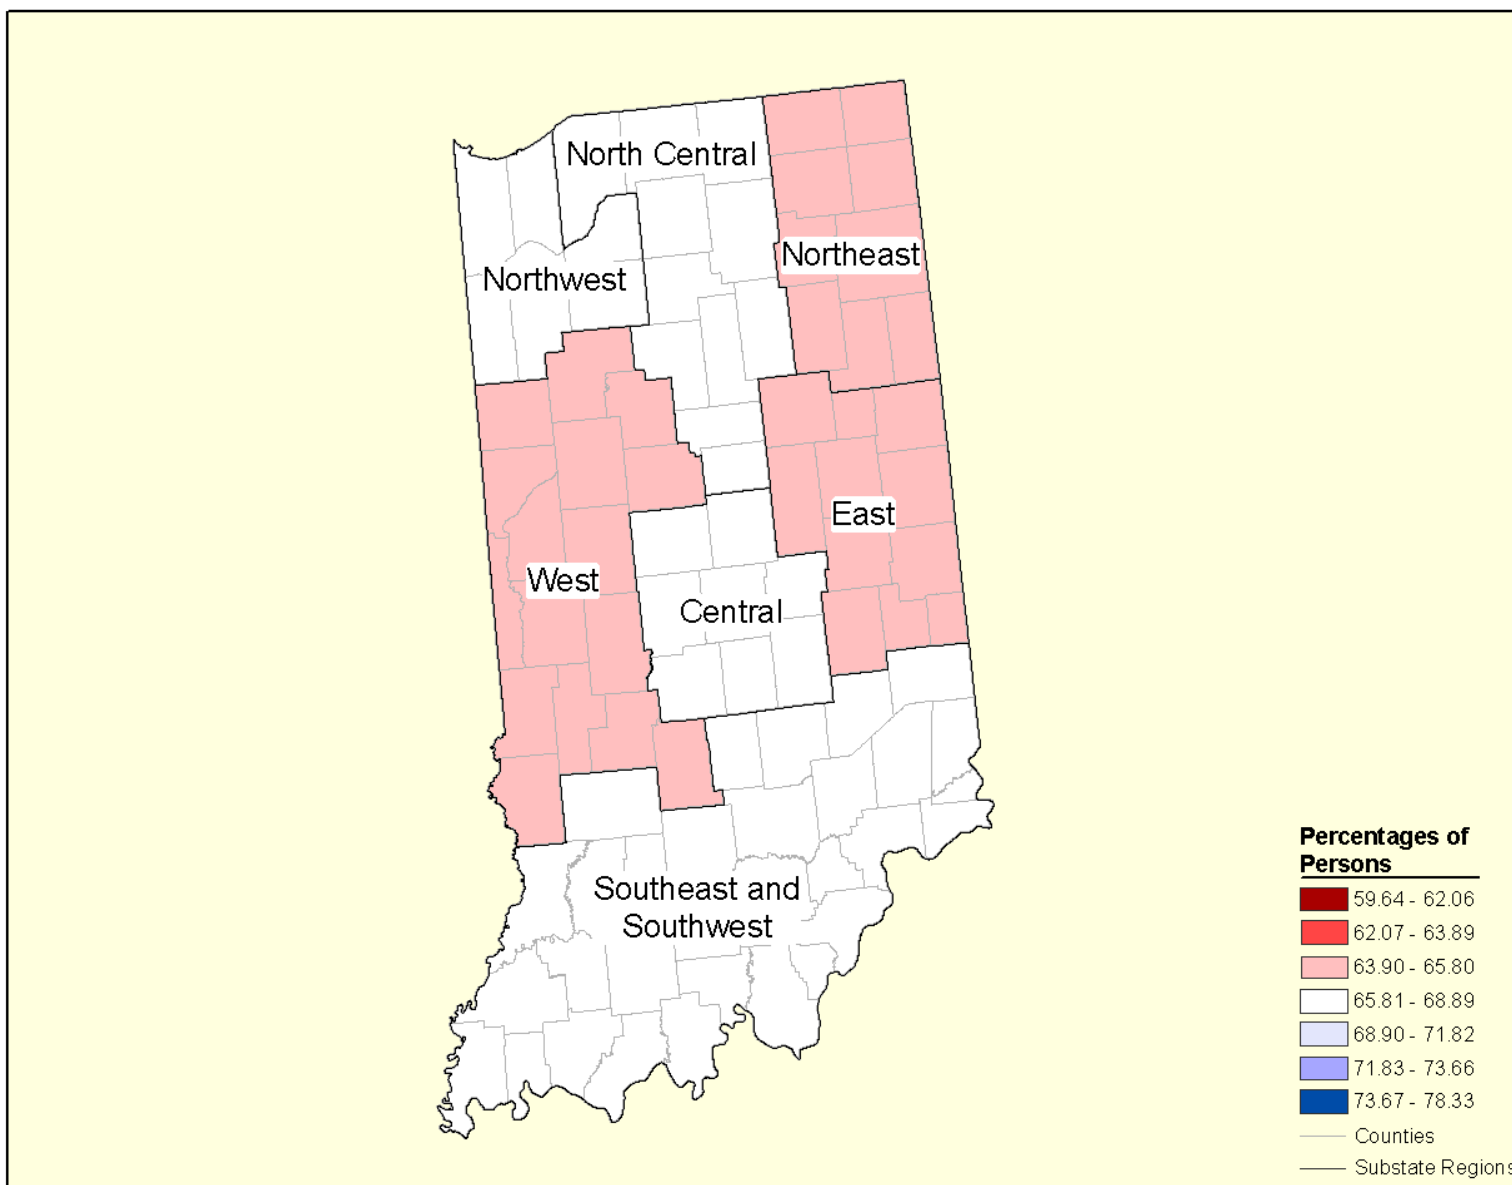 North Central
Northeast
Northwest
East
West
Central
Southeast and
Southwest
Percentages of
Persons
59.64 - 62.06
62.07 - 63.89
63.90 - 65.80
65.81 - 68.89
68.90 - 71.82
71.83 - 73.66
73.67 - 78.33
Counties
Substate Regions